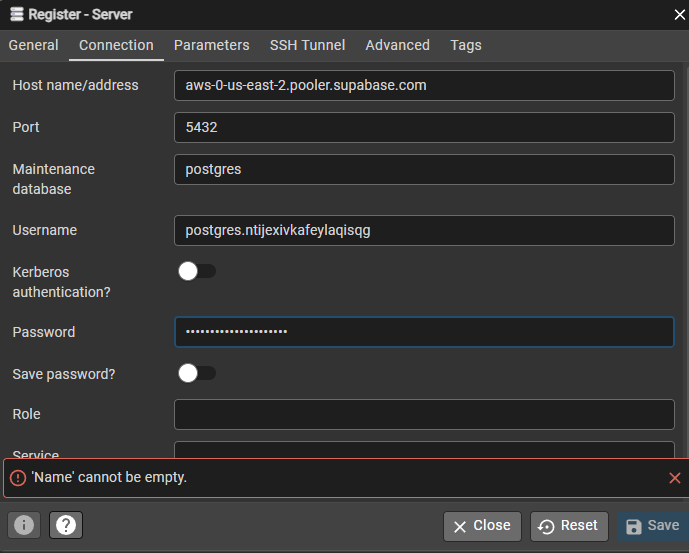 Register - Server
General Connection Parameters SSH Tunnel Advanced Tags
Host name/address aws-0-us-east-2.pooler.supabase.com
Port 5432
Maintenance database postgres
Username postgres.ntijexivkafeylaqisqg
Kerberos authentication?
Password •••••••••••••••••••••
Save password?
Role
Service
'Name' cannot be empty.
Close Reset Save